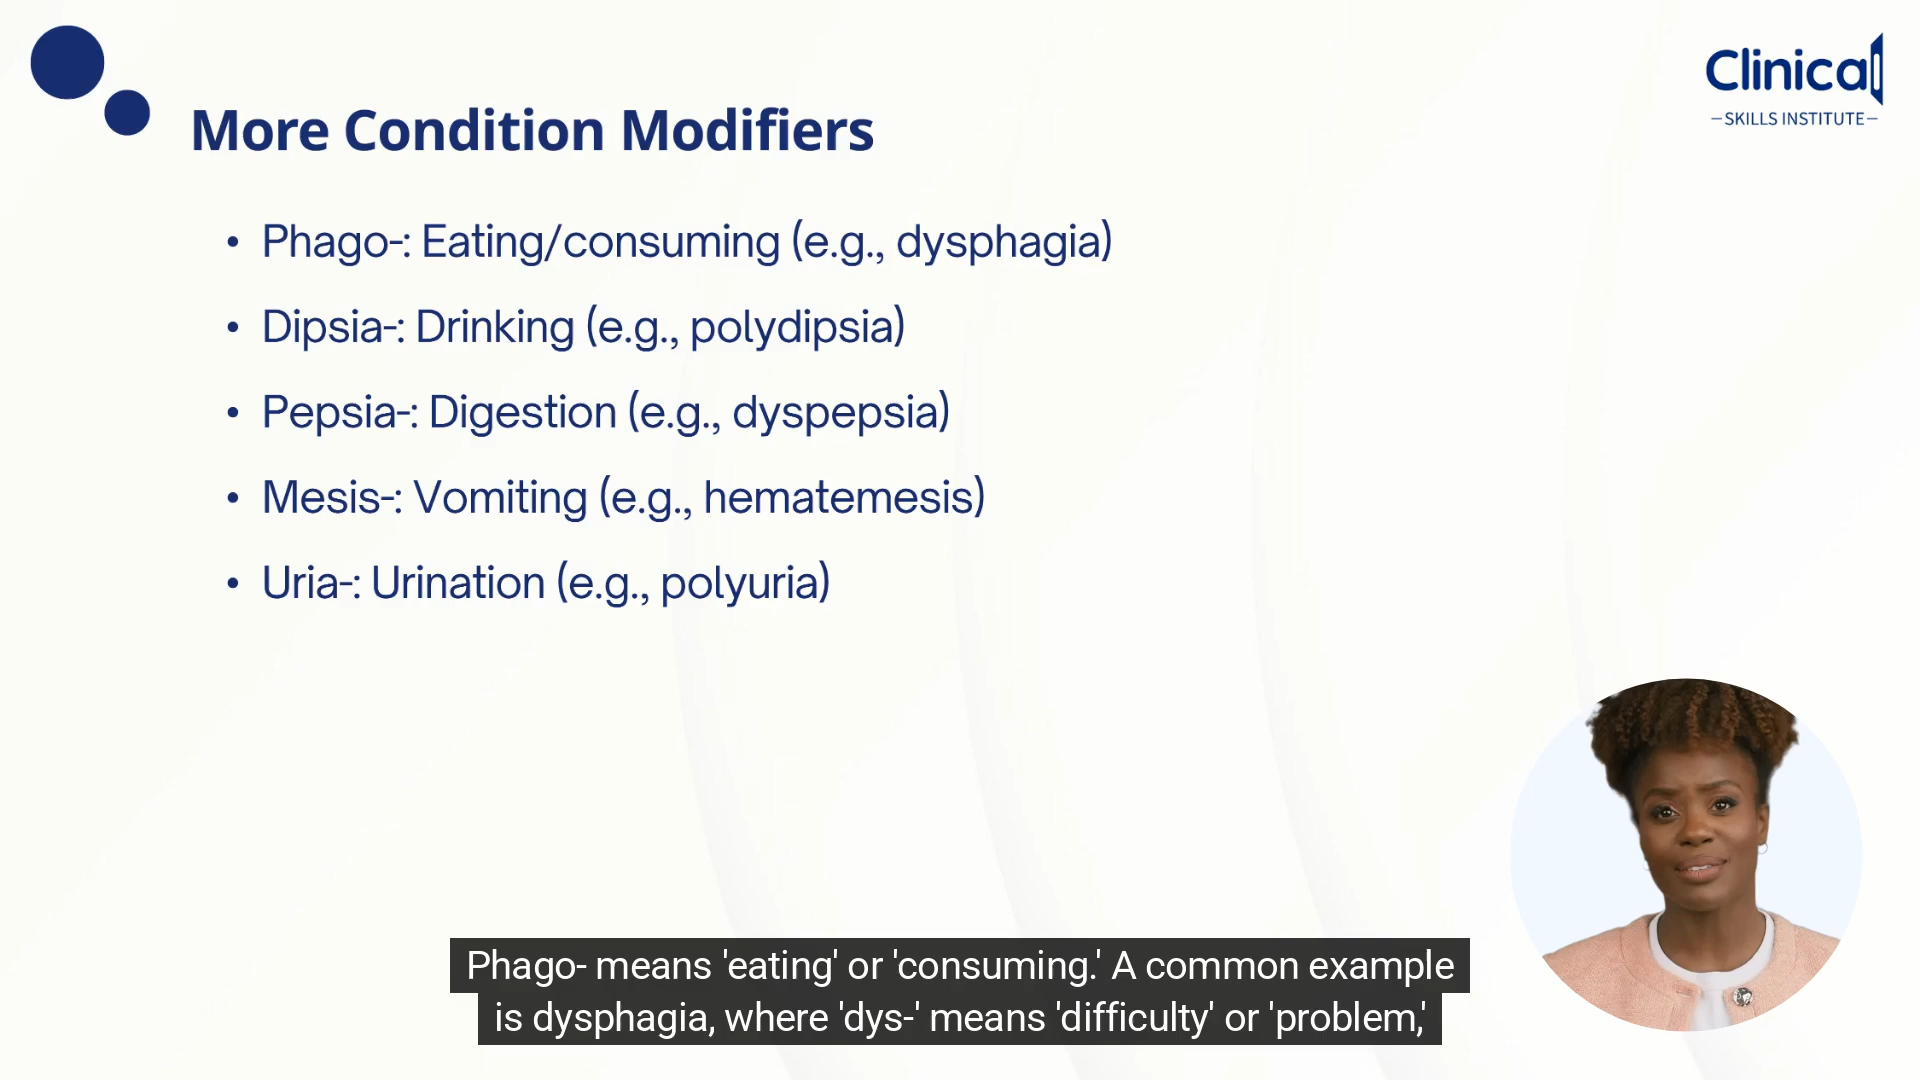 Clinical
–SKILLS INSTITUTE–
More Condition Modifiers
• Phago-: Eating/consuming (e.g., dysphagia)
• Dipsia-: Drinking (e.g., polydipsia)
• Pepsia-: Digestion (e.g., dyspepsia)
• Mesis-: Vomiting (e.g., hematemesis)
• Uria-: Urination (e.g., polyuria)
Phago- means 'eating' or 'consuming.' A common example
is dysphagia, where 'dys-' means 'difficulty' or 'problem,'